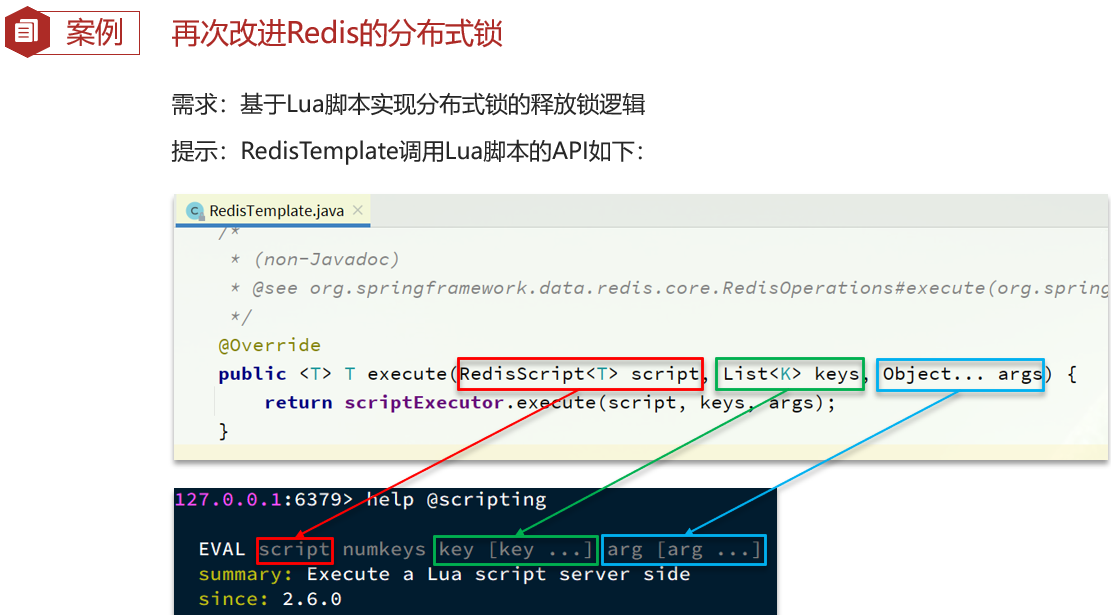 案例
再次改进Redis的分布式锁
需求：基于Lua脚本实现分布式锁的释放锁逻辑
提示：RedisTemplate调用Lua脚本的API如下：
C RedisTemplate.java ×
/*
* (non-Javadoc)
* @see org.springframework.data.redis.core.RedisOperations#execute(org.spring
*/
@Override
public <T> T execute(RedisScript<T> script, List<K> keys, Object... args) {
return scriptExecutor.execute(script, keys, args);
}
127.0.0.1:6379> help @scripting
EVAL script numkeys key [key ...] arg [arg ...]
summary: Execute a Lua script server side
since: 2.6.0